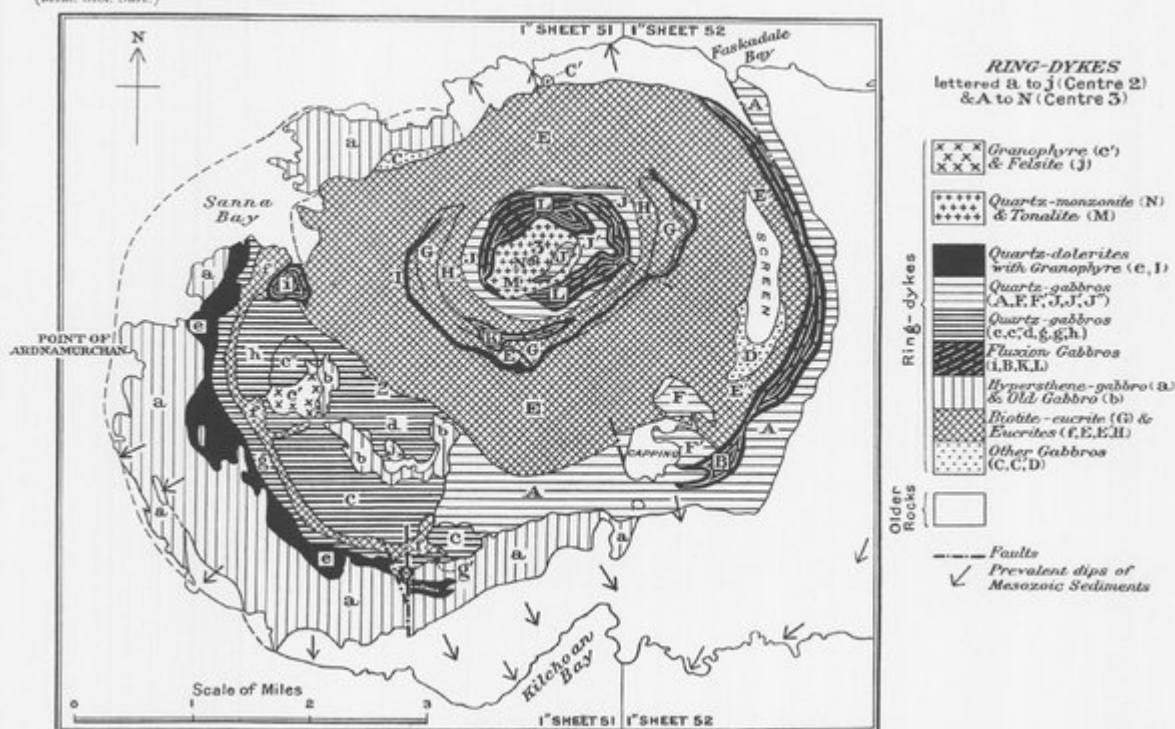 1" SHEET 51
1" SHEET 52
N
Faskadale
Bay
C'
A
E
a
C
Sanna
Bay
L
J
H
I
G
E'
SCREEN
3
N
J
G
H
J
M
L
I
a
i
e
POINT OF
ARDNAMURCHAN
h
c'
b
2
K
E
G
D
E'
F
a
f
d
b
b
E
A
F'
CAPPING
B
g
c
A
a
e
C
g'
a
a
a
Kilchoan
Bay
Scale of Miles
0
1
2
3
1" SHEET 51
1" SHEET 52
RING-DYKES
lettered a to j (Centre 2)
& A to N (Centre 3)
Ring-dykes
Granophyre (c')
& Felsite (j)
Quartz-monzonite (N)
& Tonalite (M)
Quartz-dolerites
with Granophyre (e, I)
Quartz-gabbros
(A, F, F', J, J', J'')
Quartz-gabbros
(c, c'', d, g, g', h)
Fluxion Gabbros
(i, B, K, L)
Hypersthene-gabbro (a)
& Old Gabbro (b)
Biotite-eucrite (G) &
Eucrites (f, E, E', H)
Other Gabbros
(C, C', D)
Older
Rocks
Faults
Prevalent dips of
Mesozoic Sediments